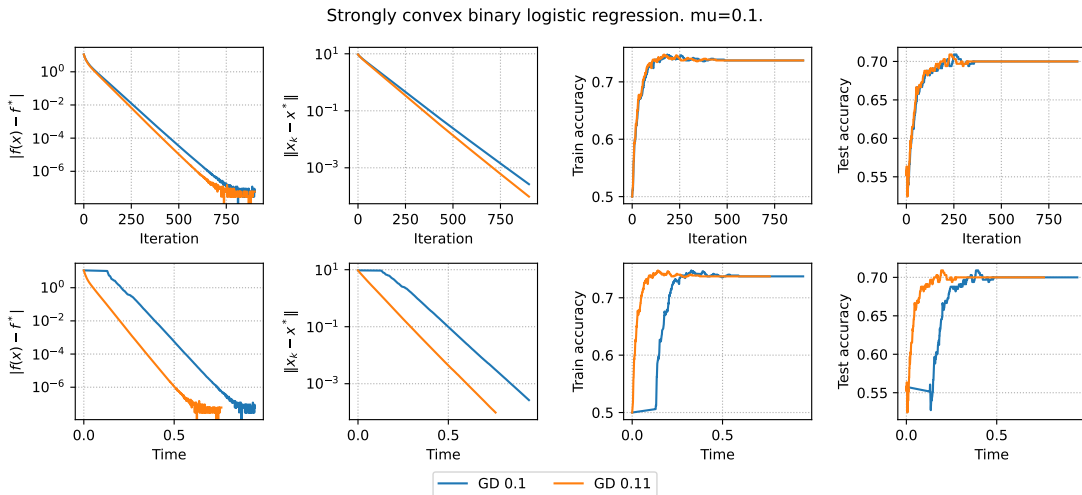 Strongly convex binary logistic regression. mu=0.1.
|f(x) − f*|
10^0
10^-2
10^-4
10^-6
0 250 500 750
Iteration
‖x_k − x*‖
10^1
10^-1
10^-3
0 250 500 750
Iteration
Train accuracy
0.7
0.6
0.5
0 250 500 750
Iteration
Test accuracy
0.70
0.65
0.60
0.55
0 250 500 750
Iteration
|f(x) − f*|
10^0
10^-2
10^-4
10^-6
0.0 0.5
Time
‖x_k − x*‖
10^1
10^-1
10^-3
0.0 0.5
Time
Train accuracy
0.7
0.6
0.5
0.0 0.5
Time
Test accuracy
0.70
0.65
0.60
0.55
0.0 0.5
Time
GD 0.1 GD 0.11